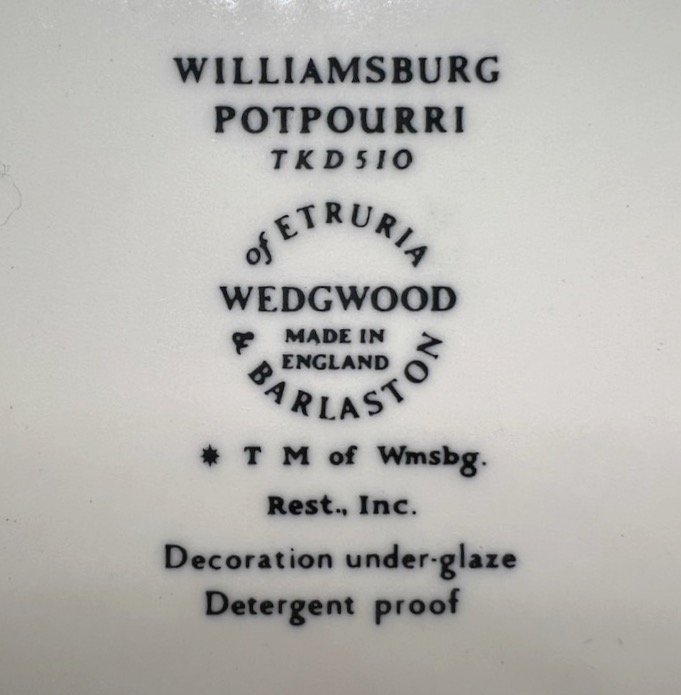 WILLIAMSBURG
POTPOURRI
TKD510
of ETRURIA
WEDGWOOD
MADE IN
ENGLAND
& BARLASTON
✷ T M of Wmsbg.
Rest., Inc.
Decoration under-glaze
Detergent proof